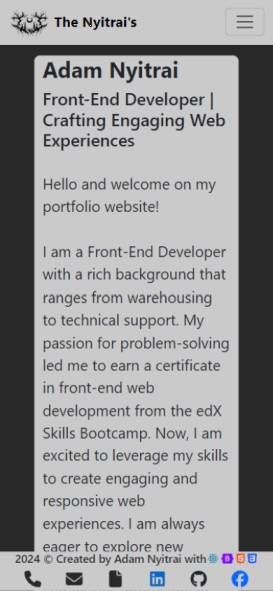 The Nyitrai's
Adam Nyitrai
Front-End Developer |
Crafting Engaging Web
Experiences
Hello and welcome on my
portfolio website!
I am a Front-End Developer
with a rich background that
ranges from warehousing
to technical support. My
passion for problem-solving
led me to earn a certificate
in front-end web
development from the edX
Skills Bootcamp. Now, I am
excited to leverage my skills
to create engaging and
responsive web
experiences. I am always
eager to explore new
2024 © Created by Adam Nyitrai with